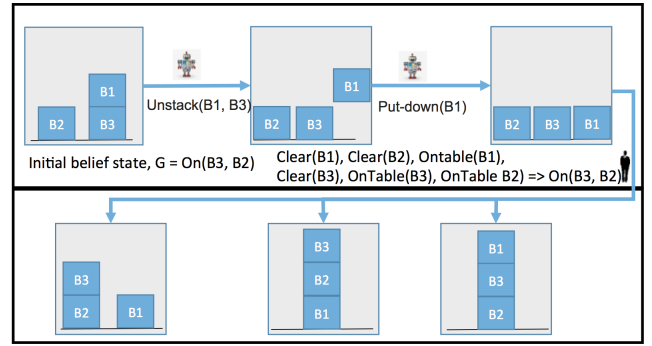 B1
B2 B3
Unstack(B1, B3)
B1
B2 B3
Put-down(B1)
B2 B3 B1
Initial belief state, G = On(B3, B2)
Clear(B1), Clear(B2), Ontable(B1),
Clear(B3), OnTable(B3), OnTable B2) => On(B3, B2)
B3
B2 B1
B3
B2
B1
B1
B3
B2